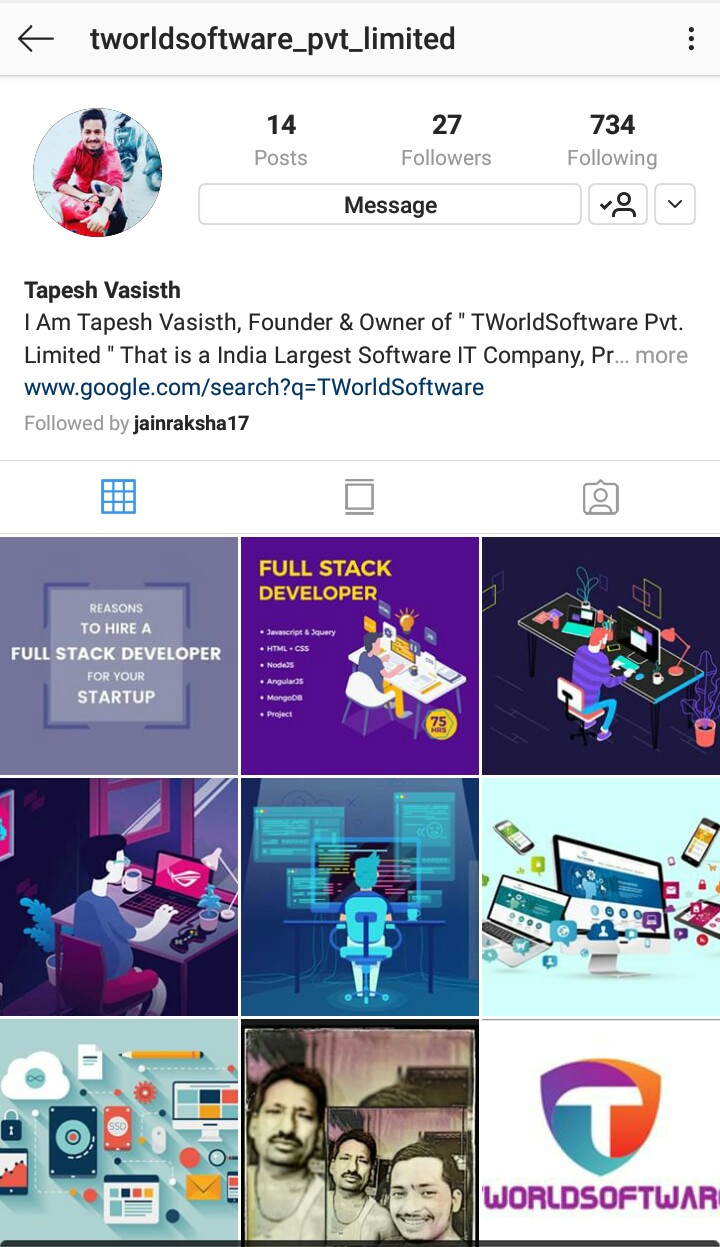 tworldsoftware_pvt_limited
14
27
734
Posts
Followers
Following
Message
Tapesh Vasisth
I Am Tapesh Vasisth, Founder & Owner of " TWorldSoftware Pvt.
Limited " That is a India Largest Software IT Company, Pr... more
www.google.com/search?q=TWorldSoftware
Followed by jainraksha17
REASONS
TO HIRE A
FULL STACK DEVELOPER
FOR YOUR
STARTUP
FULL STACK
DEVELOPER
• Javascript & Jquery
• HTML + CSS
• NodeJS
• AngularJS
• MongoDB
• Project
75
HRS
SSD
T
TWORLDSOFTWAR